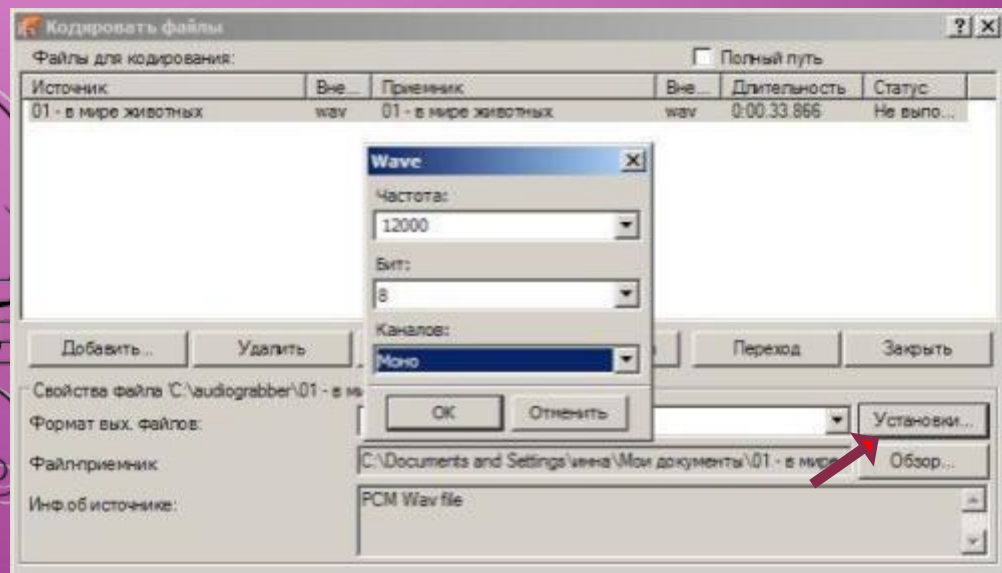 Кодировать файлы
Файлы для кодирования:
Полный путь
Источник Вне... Приемник Вне... Длительность Статус
01 - в мире животных wav 01 - в мире животных wav 0:00.33.866 Не выпо...
Wave
Частота:
12000
Бит:
8
Каналов:
Моно
OK Отменить
Добавить... Удалить Переход Закрыть
Свойства файла 'C:\audiograbber\01 - в
Формат вых. файлов: Установки...
Файл-приемник C:\Documents and Settings\инна\Мои документы\01 - в мире Обзор...
Инф.об источнике: PCM Wav file